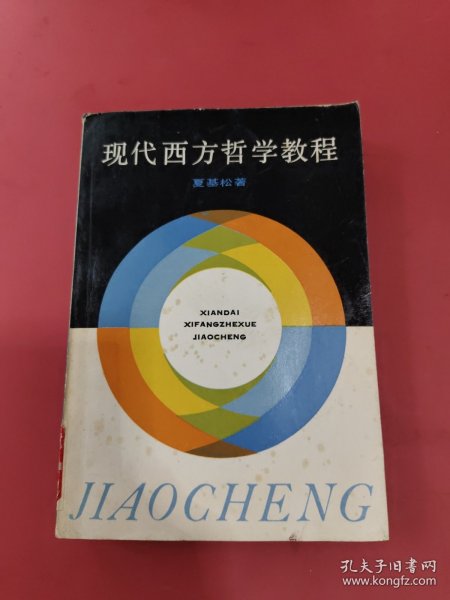 现代西方哲学教程
夏基松著
XIANDAI
XIFANGZHEXUE
JIAOCHENG
JIAOCHENG
孔夫子旧书网
www.kongfz.com